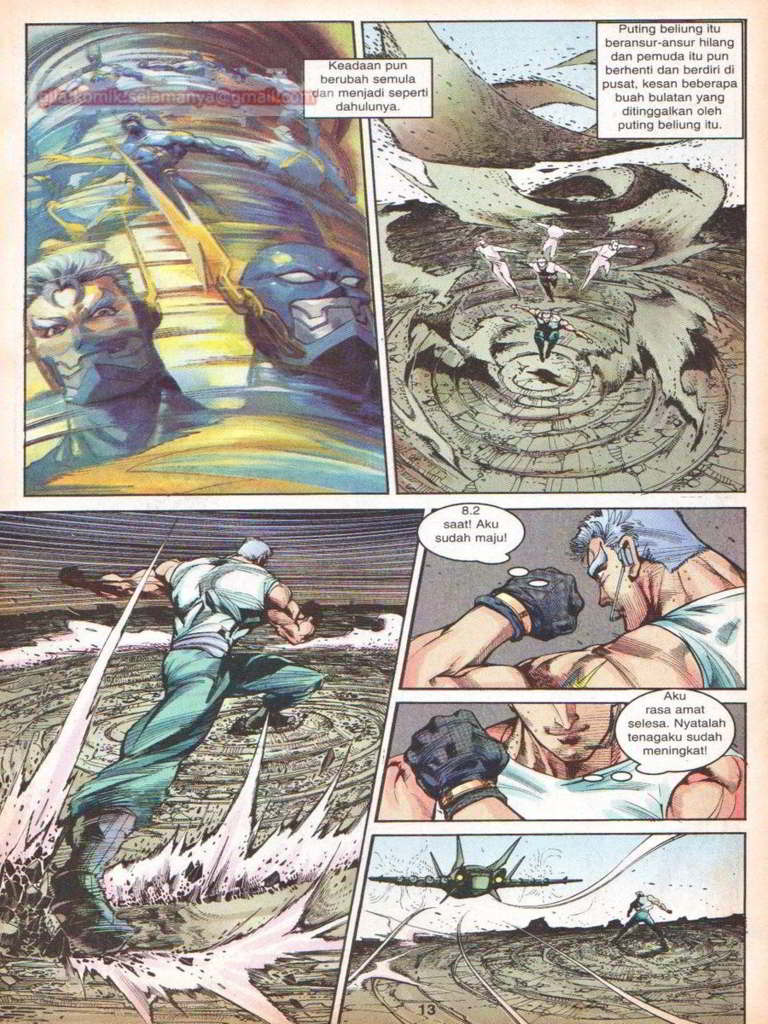 gila.komik.selamanya@gmail.com
Keadaan pun
berubah semula
dan menjadi seperti
dahulunya.
Puting beliung itu
beransur-ansur hilang
dan pemuda itu pun
berhenti dan berdiri di
pusat, kesan beberapa
buah bulatan yang
ditinggalkan oleh
puting beliung itu.
8.2
saat! Aku
sudah maju!
Aku
rasa amat
selesa. Nyatalah
tenagaku sudah
meningkat!
13